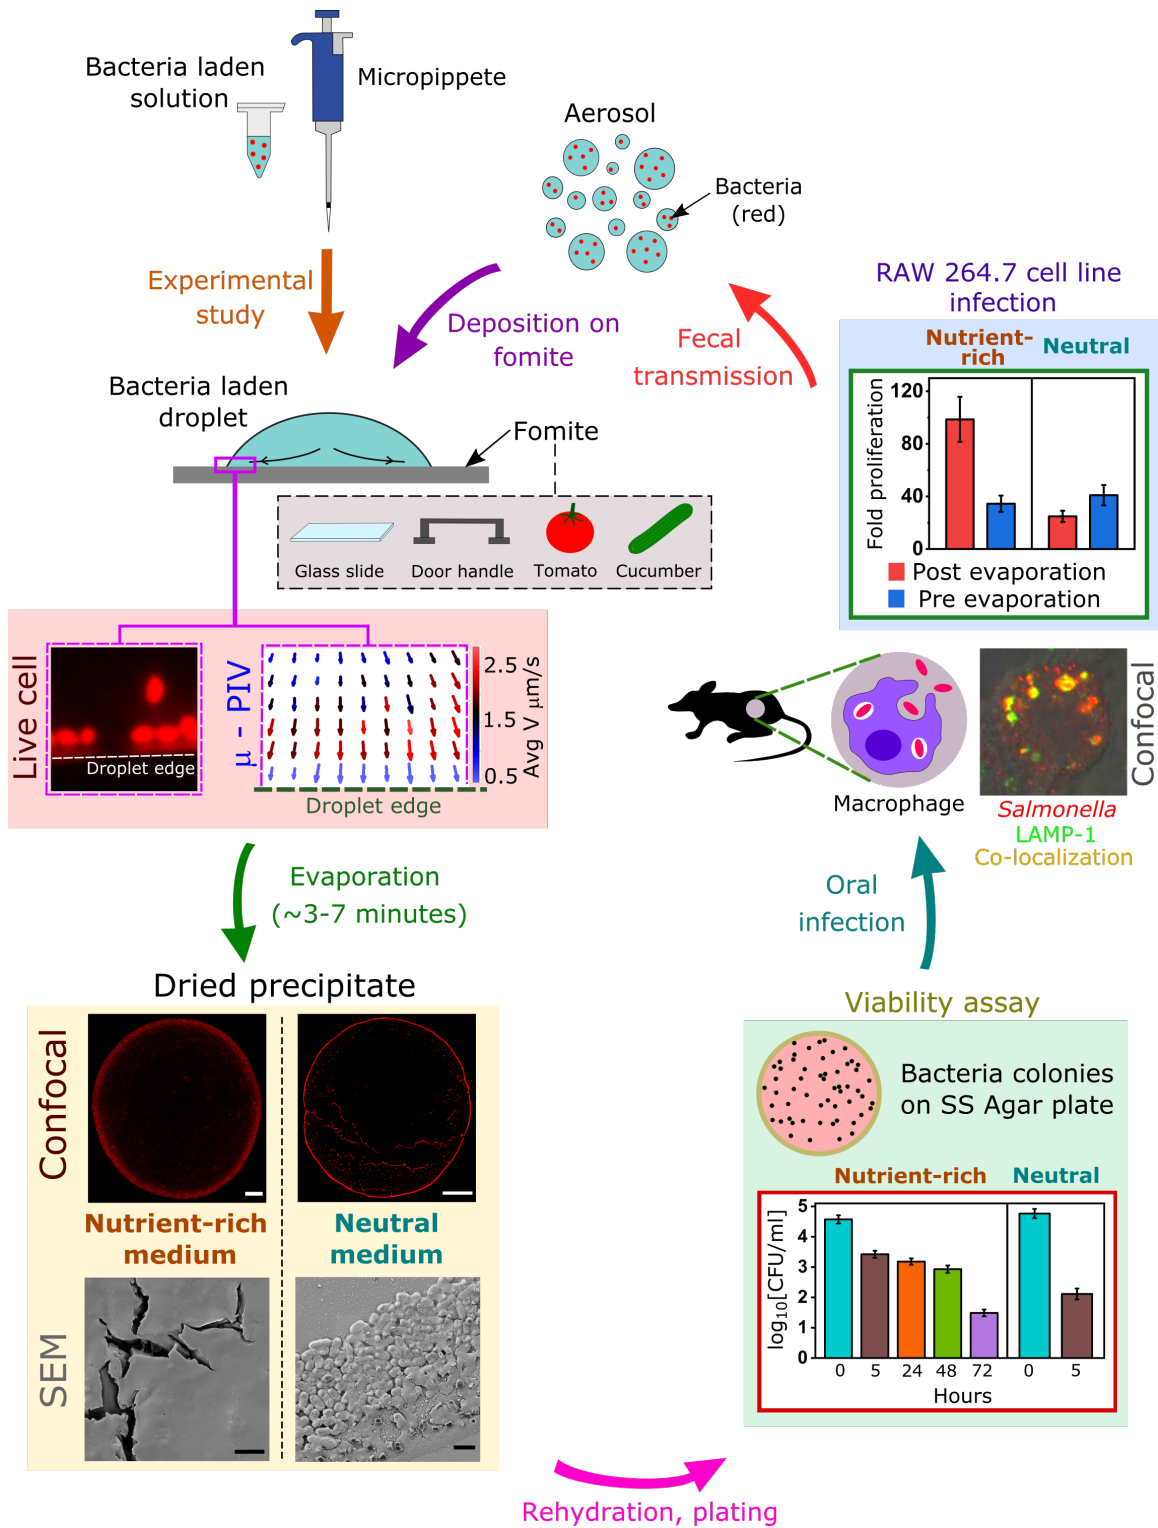 Bacteria laden
solution
Micropippete
Aerosol
Bacteria
(red)
Experimental
study
Deposition on
fomite
Fecal
transmission
Bacteria laden
droplet
Fomite
Glass slide
Door handle
Tomato
Cucumber
RAW 264.7 cell line
infection
Nutrient-
rich
Neutral
Fold proliferation
120
80
40
0
Post evaporation
Pre evaporation
Live cell
Droplet edge
μ - PIV
2.5
1.5
0.5
Avg V μm/s
Droplet edge
Macrophage
Confocal
Salmonella
LAMP-1
Co-localization
Evaporation
(~3-7 minutes)
Oral
infection
Dried precipitate
Confocal
Nutrient-rich
medium
Neutral
medium
SEM
Viability assay
Bacteria colonies
on SS Agar plate
Nutrient-rich
Neutral
log10[CFU/ml]
5
4
3
2
1
0
0 5 24 48 72 0 5
Hours
Rehydration, plating